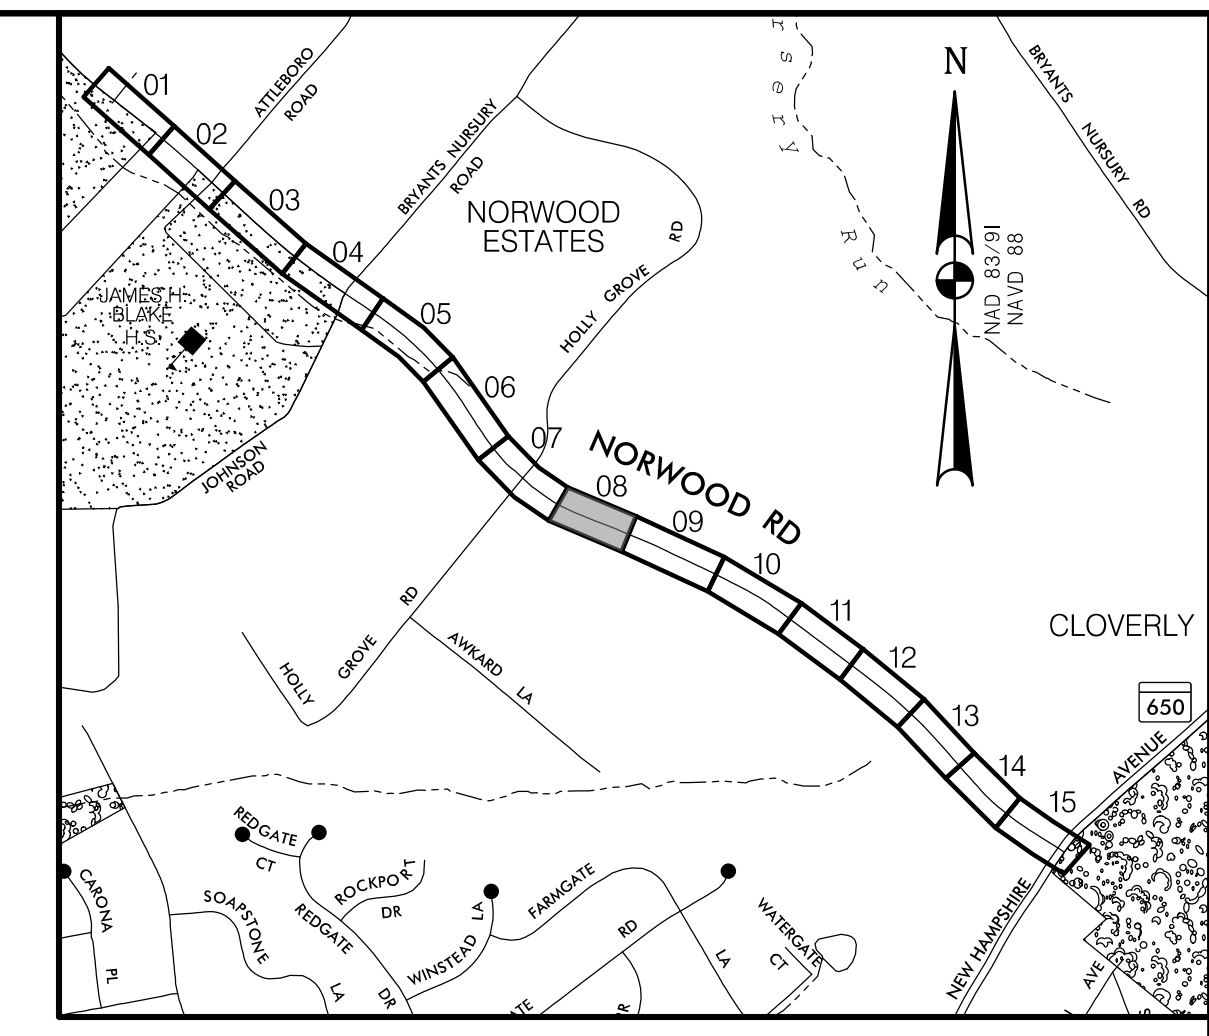 01
02
03
04
05
06
07
08
09
10
11
12
13
14
15
ATTLEBORO
ROAD
BRYANTS NURSURY
ROAD
NORWOOD
ESTATES
HOLLY GROVE RD
rsery
Run
N
NAD 83/91
NAVD 88
BRYANTS NURSURY RD
JAMES H.
BLAKE
H.S.
JOHNSON
ROAD
NORWOOD RD
CLOVERLY
650
HOLLY GROVE RD
AWKARD LA
NEW HAMPSHIRE AVENUE
REDGATE
CT
CARONA PL
SOAPSTONE LA
REDGATE DR
ROCKPORT
DR
WINSTEAD LA
FARMGATE LA
RD
WATERGATE
CT
AVE
ATE